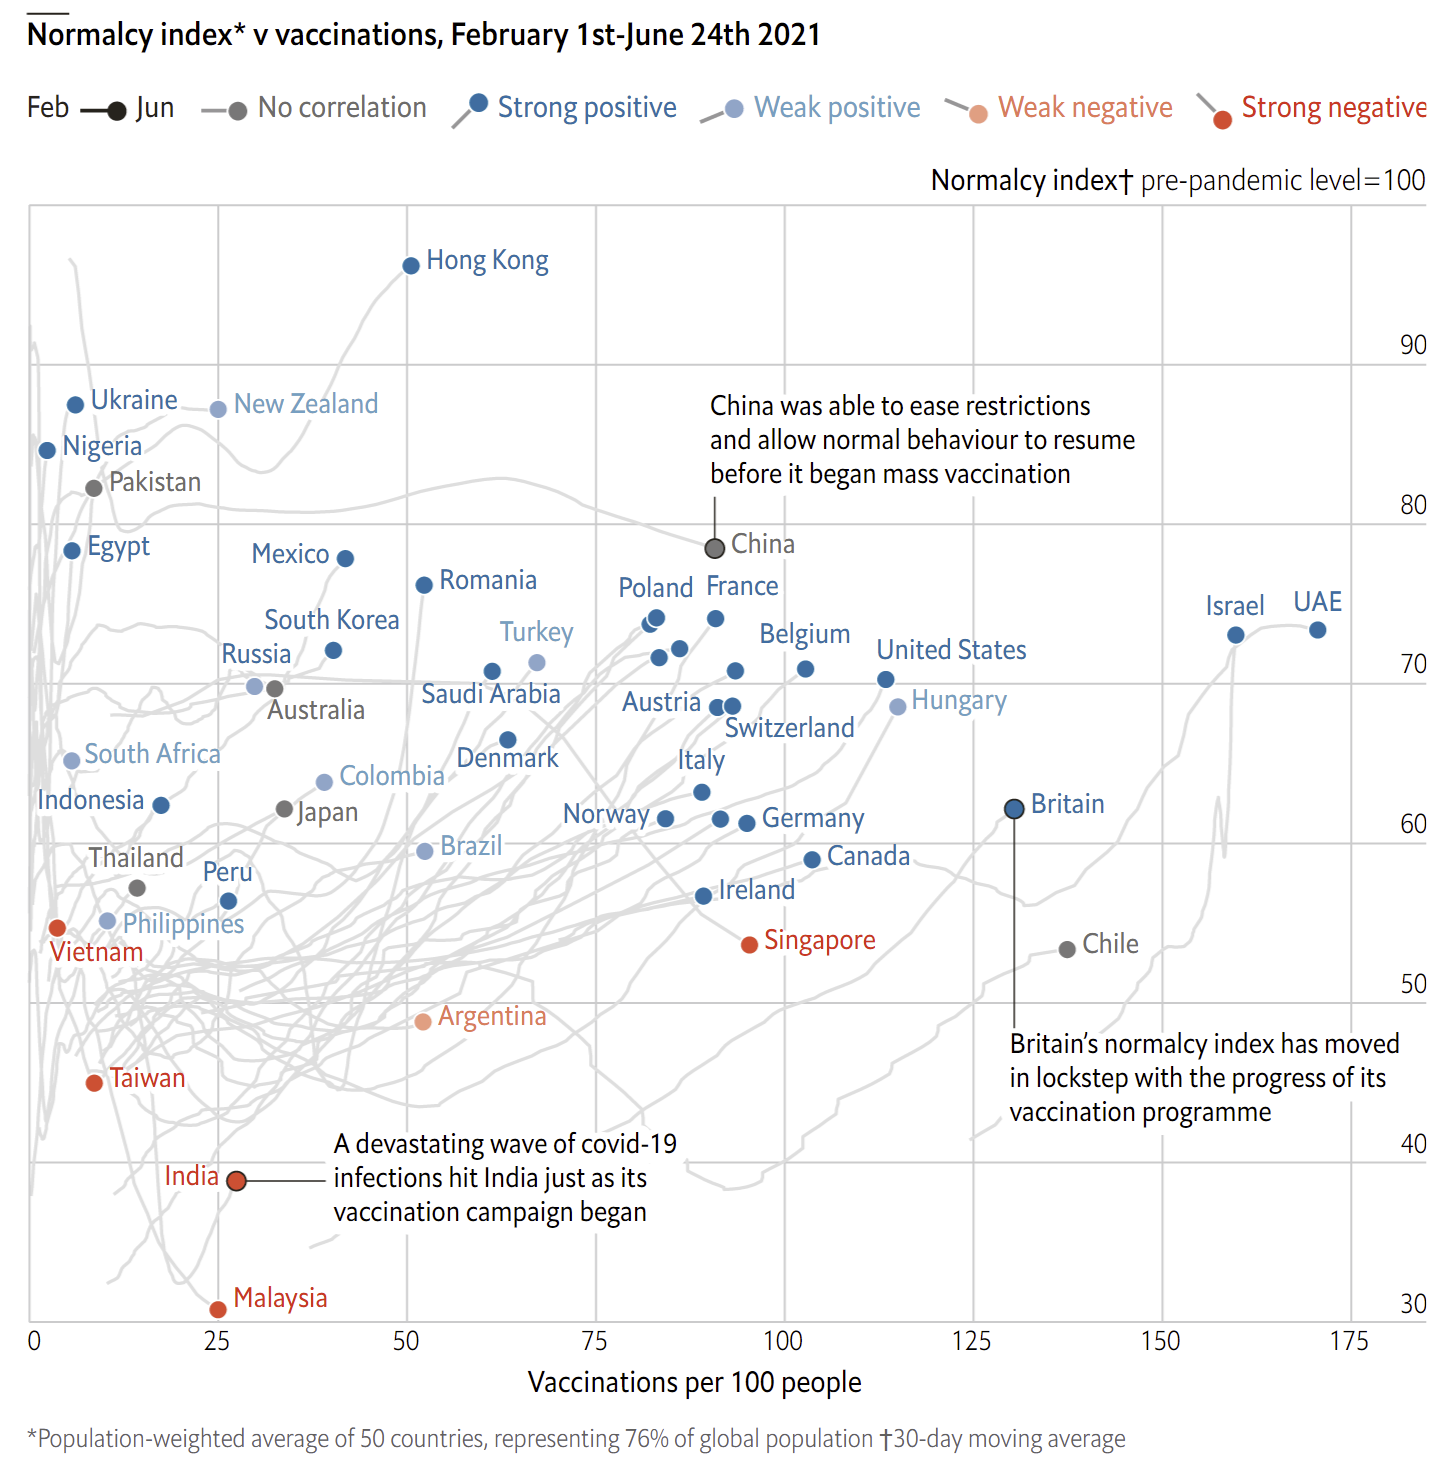 Normalcy index* v vaccinations, February 1st-June 24th 2021
Feb Jun No correlation Strong positive Weak positive Weak negative Strong negative
Normalcy index† pre-pandemic level=100
Hong Kong
90
Ukraine
New Zealand
China was able to ease restrictions
and allow normal behaviour to resume
before it began mass vaccination
Nigeria
Pakistan
80
Egypt
Mexico
China
Romania
Poland
France
Israel
UAE
South Korea
Turkey
Belgium
United States
Russia
70
Saudi Arabia
Austria
Hungary
Australia
Switzerland
South Africa
Denmark
Italy
Colombia
Indonesia
Japan
Norway
Germany
Britain
60
Thailand
Brazil
Canada
Peru
Ireland
Philippines
Vietnam
Singapore
Chile
50
Argentina
Britain's normalcy index has moved
in lockstep with the progress of its
vaccination programme
Taiwan
A devastating wave of covid-19
infections hit India just as its
vaccination campaign began
40
India
Malaysia
30
0 25 50 75 100 125 150 175
Vaccinations per 100 people
*Population-weighted average of 50 countries, representing 76% of global population †30-day moving average